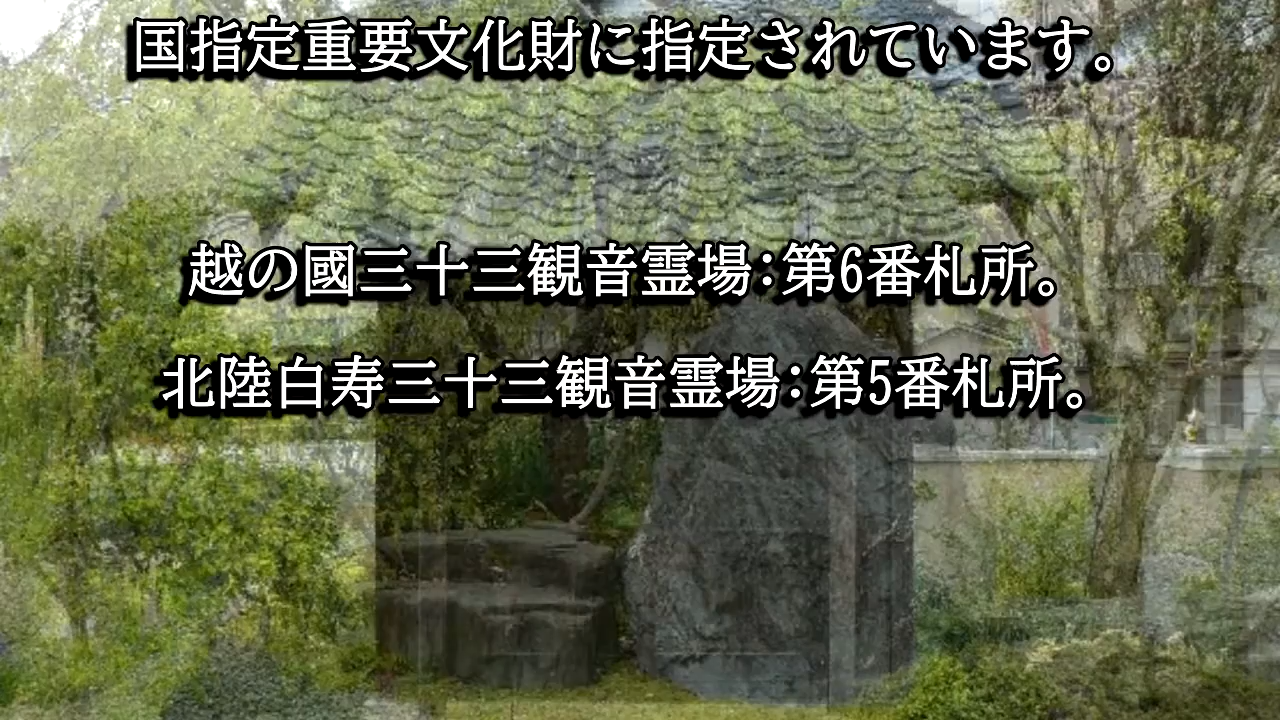 国指定重要文化財に指定されています。
越の國三十三観音霊場：第6番札所。
北陸白寿三十三観音霊場：第5番札所。